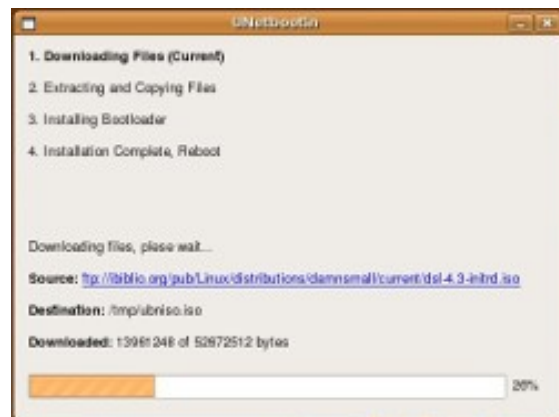 UNetbootin
1. Downloading Files (Current)
2. Extracting and Copying Files
3. Installing Bootloader
4. Installation Complete, Reboot
Downloading files, plese wait...
Source: ftp://ibiblio.org/pub/Linux/distributions/damnsmall/current/dsl-4.3-initrd.iso
Destination: /tmp/ubniso.iso
Downloaded: 13961248 of 52672512 bytes
26%